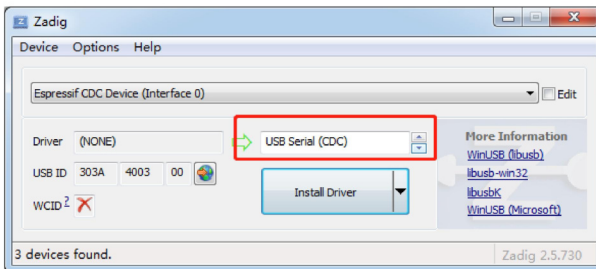 Zadig
Device Options Help
Espressif CDC Device (Interface 0)
Edit
Driver (NONE) USB Serial (CDC)
USB ID 303A 4003 00
WCID ?
Install Driver
More Information
WinUSB (libusb)
libusb-win32
libusbK
WinUSB (Microsoft)
3 devices found. Zadig 2.5.730